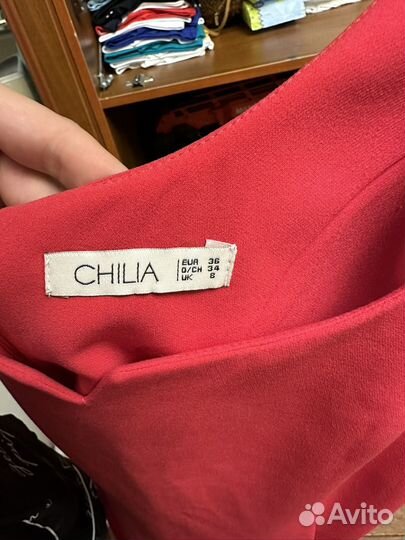 CHILIA
EUR 36
D/CH 34
UK 8
Avito